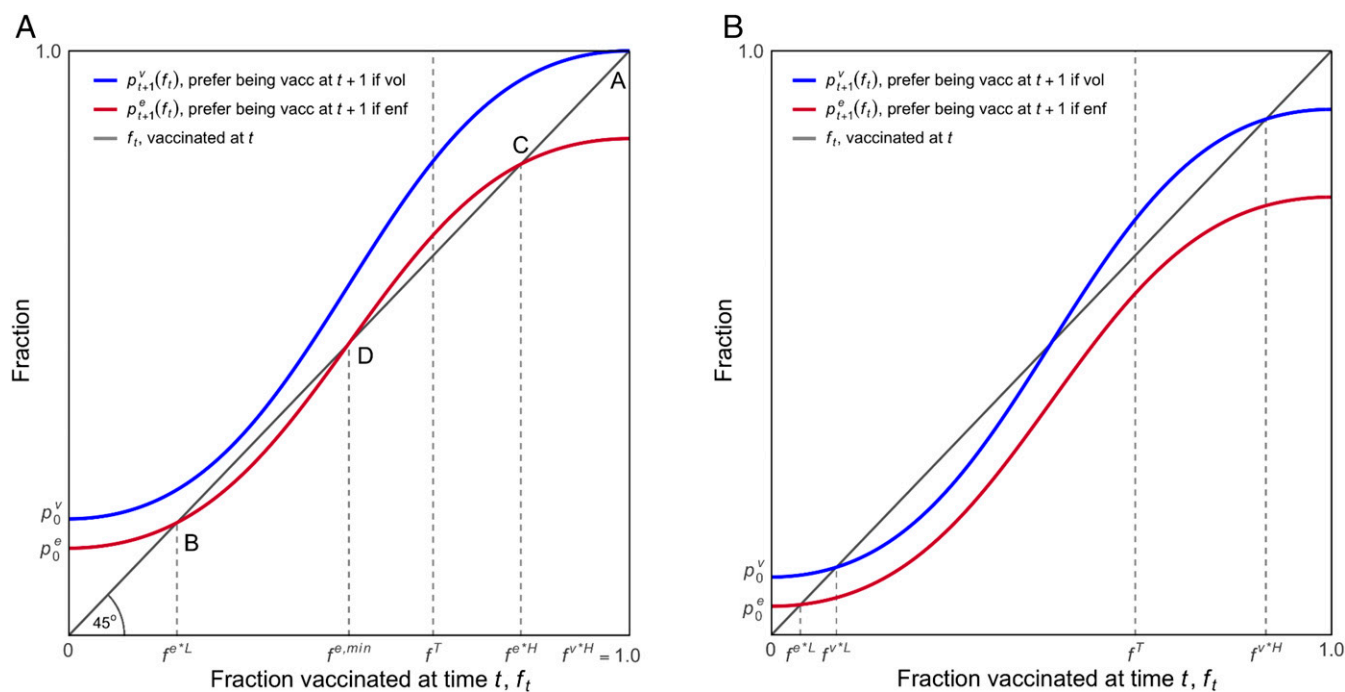 A
1.0
p^v_{t+1}(f_t), prefer being vacc at t + 1 if vol
p^e_{t+1}(f_t), prefer being vacc at t + 1 if enf
f_t, vaccinated at t
A
C
D
B
Fraction
p^v_0
p^e_0
45°
0
f^{e*L}
f^{e,min}
f^T
f^{e*H}
f^{v*H} = 1.0
Fraction vaccinated at time t, f_t
B
1.0
p^v_{t+1}(f_t), prefer being vacc at t + 1 if vol
p^e_{t+1}(f_t), prefer being vacc at t + 1 if enf
f_t, vaccinated at t
Fraction
p^v_0
p^e_0
0
f^{e*L}
f^{v*L}
f^T
f^{v*H}
1.0
Fraction vaccinated at time t, f_t